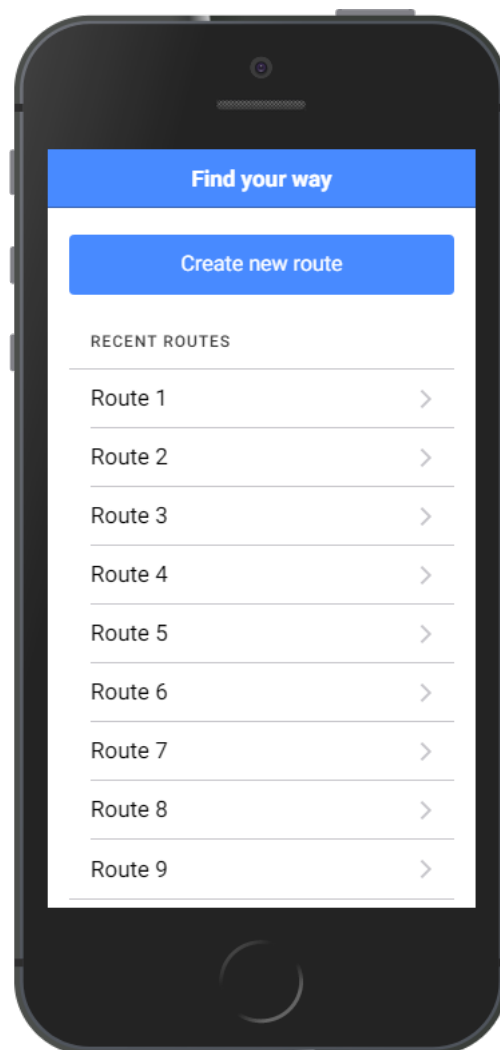 Find your way
Create new route
RECENT ROUTES
Route 1
Route 2
Route 3
Route 4
Route 5
Route 6
Route 7
Route 8
Route 9